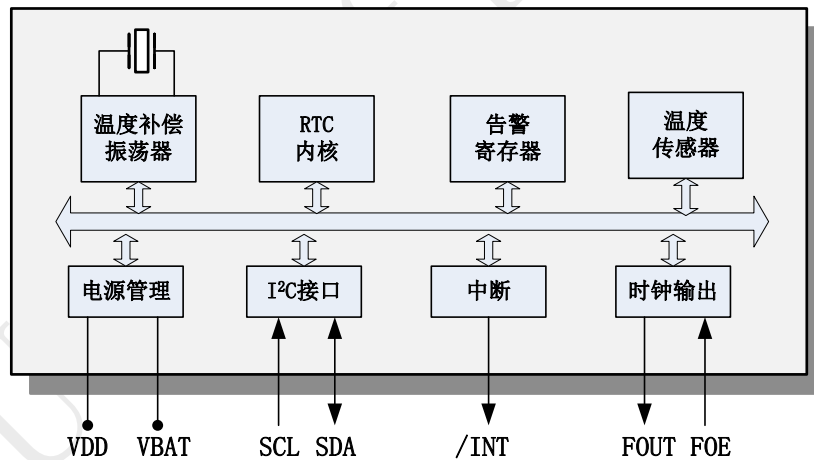 温度补偿
振荡器
RTC
内核
告警
寄存器
温度
传感器
电源管理
I²C接口
中断
时钟输出
VDD VBAT SCL SDA /INT FOUT FOE